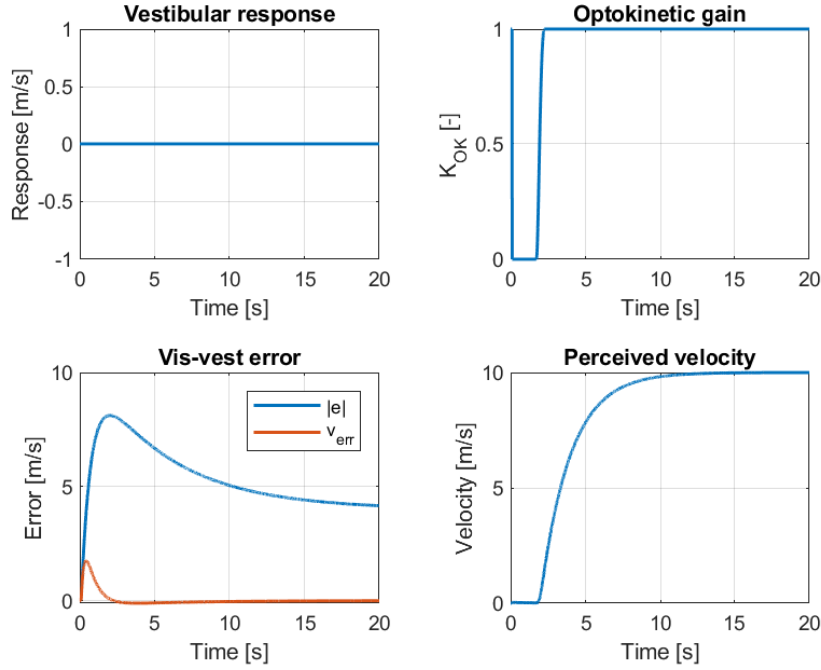 Vestibular response
1
0.5
0
-0.5
-1
Response [m/s]
0 5 10 15 20
Time [s]
Optokinetic gain
1
0.5
0
K_OK [-]
0 5 10 15 20
Time [s]
Vis-vest error
10
5
0
Error [m/s]
|e|
v_err
0 5 10 15 20
Time [s]
Perceived velocity
10
5
0
Velocity [m/s]
0 5 10 15 20
Time [s]